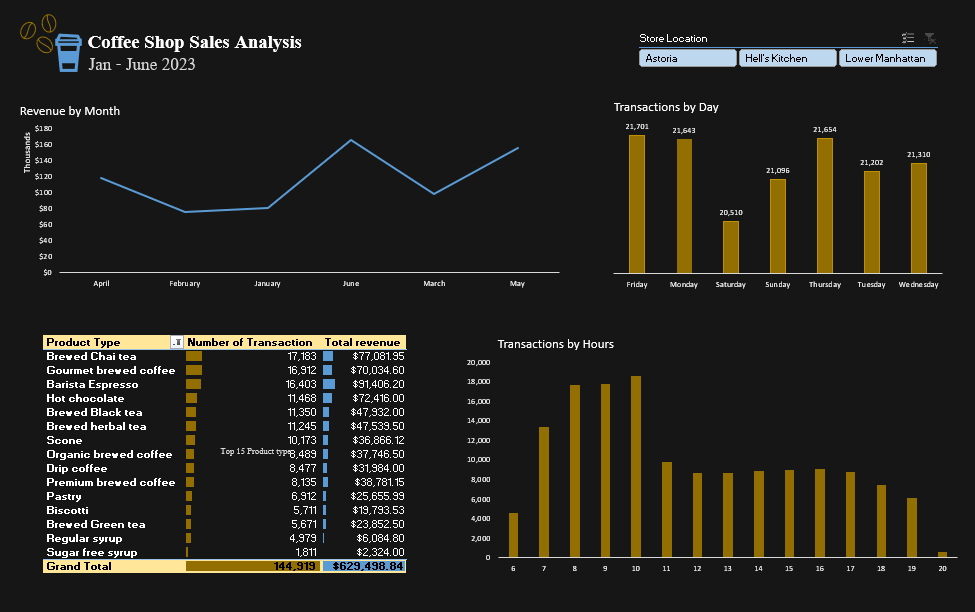 Coffee Shop Sales Analysis
Jan - June 2023
Store Location
Astoria Hell's Kitchen Lower Manhattan
Revenue by Month
Thousands
$180
$160
$140
$120
$100
$80
$60
$40
$20
$0
April February January June March May
Transactions by Day
21,701 21,643 20,510 21,096 21,654 21,202 21,310
Friday Monday Saturday Sunday Thursday Tuesday Wednesday
Product Type Number of Transaction Total revenue
Brewed Chai tea 17,183 $77,081.95
Gourmet brewed coffee 16,912 $70,034.60
Barista Espresso 16,403 $91,406.20
Hot chocolate 11,468 $72,416.00
Brewed Black tea 11,350 $47,932.00
Brewed herbal tea 11,245 $47,539.50
Scone 10,173 $36,866.12
Top 15 Product type
Organic brewed coffee 8,489 $37,746.50
Drip coffee 8,477 $31,984.00
Premium brewed coffee 8,135 $38,781.15
Pastry 6,912 $25,655.99
Biscotti 5,711 $19,793.53
Brewed Green tea 5,671 $23,852.50
Regular syrup 4,979 $6,084.80
Sugar free syrup 1,811 $2,324.00
Grand Total 144,919 $629,498.84
Transactions by Hours
20,000
18,000
16,000
14,000
12,000
10,000
8,000
6,000
4,000
2,000
0
6 7 8 9 10 11 12 13 14 15 16 17 18 19 20